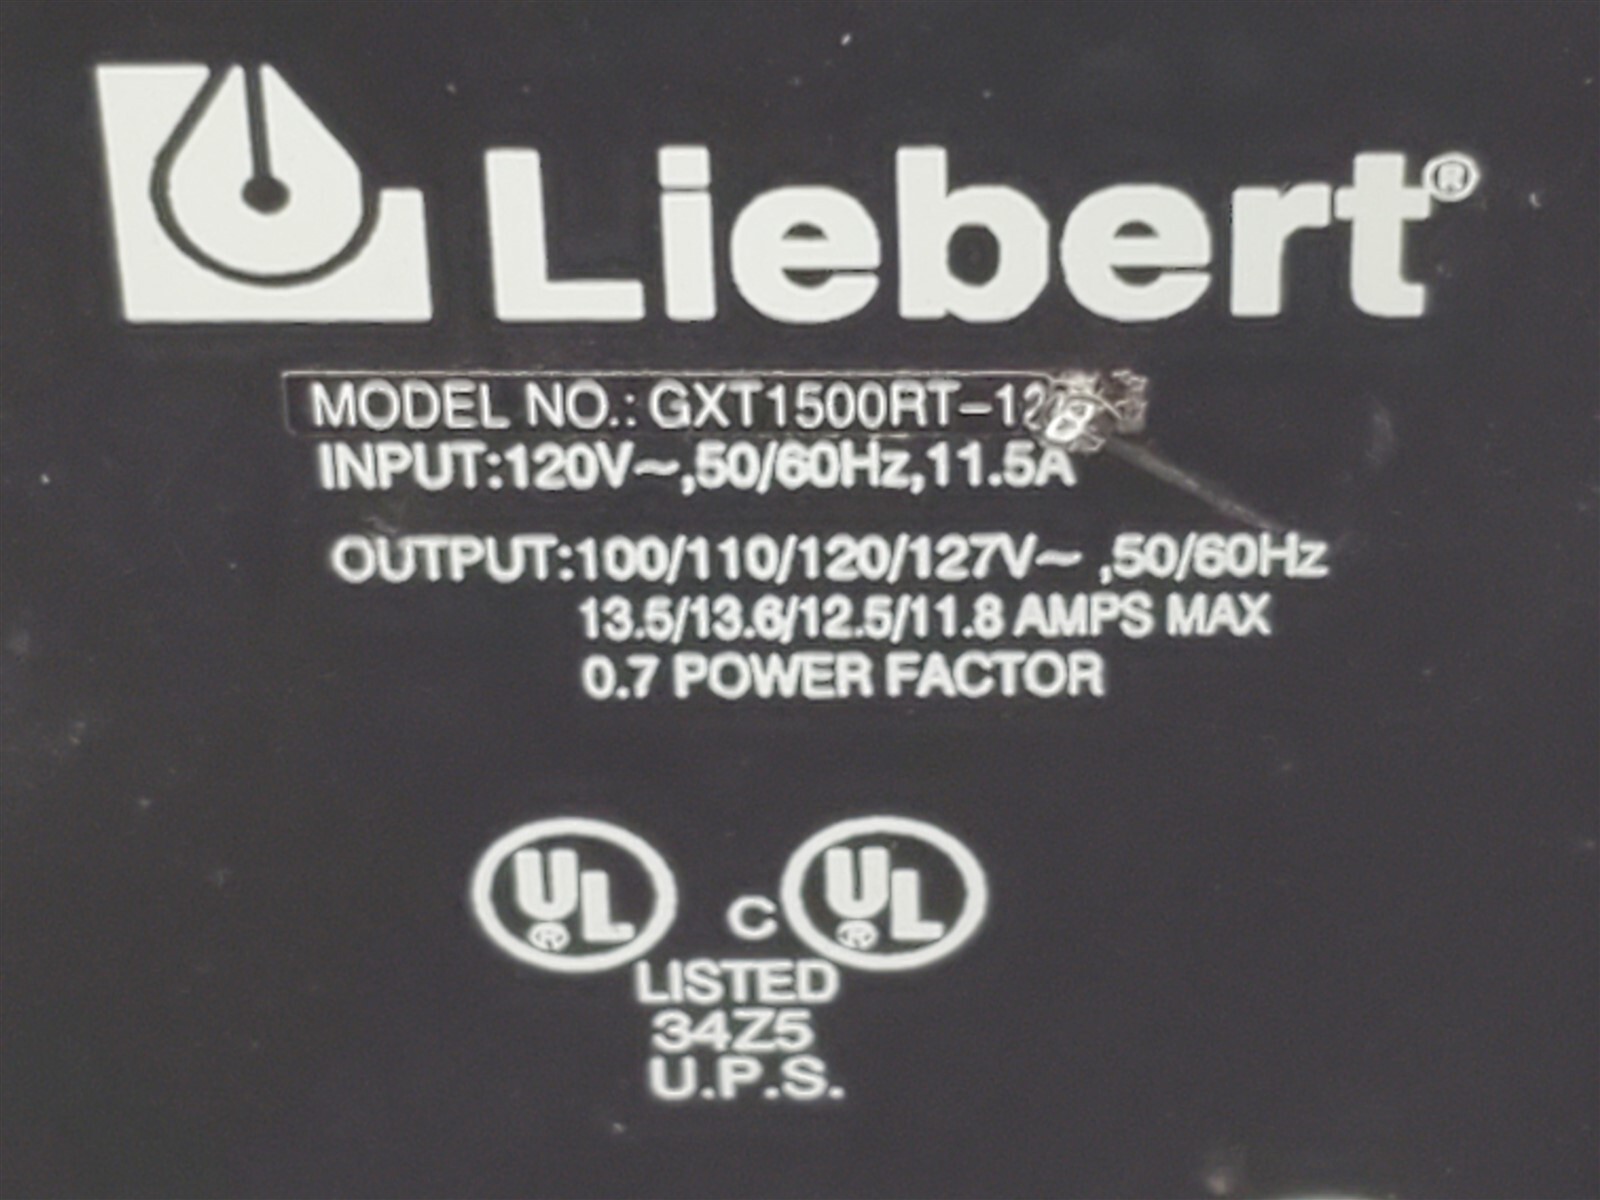 Liebert®
MODEL NO.: GXT1500RT-12
INPUT:120V~,50/60Hz,11.5A
OUTPUT:100/110/120/127V~ ,50/60Hz
13.5/13.6/12.5/11.8 AMPS MAX
0.7 POWER FACTOR
UL® C UL®
LISTED
34Z5
U.P.S.